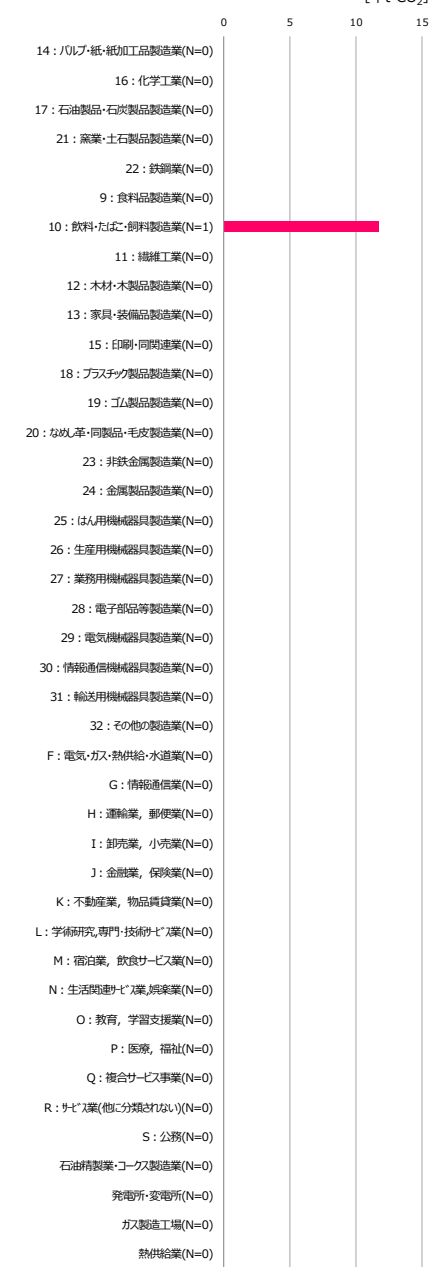 [千t-CO2]
0 5 10 15
14：パルプ・紙・紙加工品製造業(N=0)
16：化学工業(N=0)
17：石油製品・石炭製品製造業(N=0)
21：窯業・土石製品製造業(N=0)
22：鉄鋼業(N=0)
9：食料品製造業(N=0)
10：飲料・たばこ・飼料製造業(N=1)
11：繊維工業(N=0)
12：木材・木製品製造業(N=0)
13：家具・装備品製造業(N=0)
15：印刷・同関連業(N=0)
18：プラスチック製品製造業(N=0)
19：ゴム製品製造業(N=0)
20：なめし革・同製品・毛皮製造業(N=0)
23：非鉄金属製造業(N=0)
24：金属製品製造業(N=0)
25：はん用機械器具製造業(N=0)
26：生産用機械器具製造業(N=0)
27：業務用機械器具製造業(N=0)
28：電子部品等製造業(N=0)
29：電気機械器具製造業(N=0)
30：情報通信機械器具製造業(N=0)
31：輸送用機械器具製造業(N=0)
32：その他の製造業(N=0)
F：電気・ガス・熱供給・水道業(N=0)
G：情報通信業(N=0)
H：運輸業，郵便業(N=0)
I：卸売業，小売業(N=0)
J：金融業，保険業(N=0)
K：不動産業，物品賃貸業(N=0)
L：学術研究,専門・技術ｻｰﾋﾞｽ業(N=0)
M：宿泊業，飲食サービス業(N=0)
N：生活関連ｻｰﾋﾞｽ業,娯楽業(N=0)
O：教育，学習支援業(N=0)
P：医療，福祉(N=0)
Q：複合サービス事業(N=0)
R：ｻｰﾋﾞｽ業(他に分類されない)(N=0)
S：公務(N=0)
石油精製業・コークス製造業(N=0)
発電所・変電所(N=0)
ガス製造工場(N=0)
熱供給業(N=0)